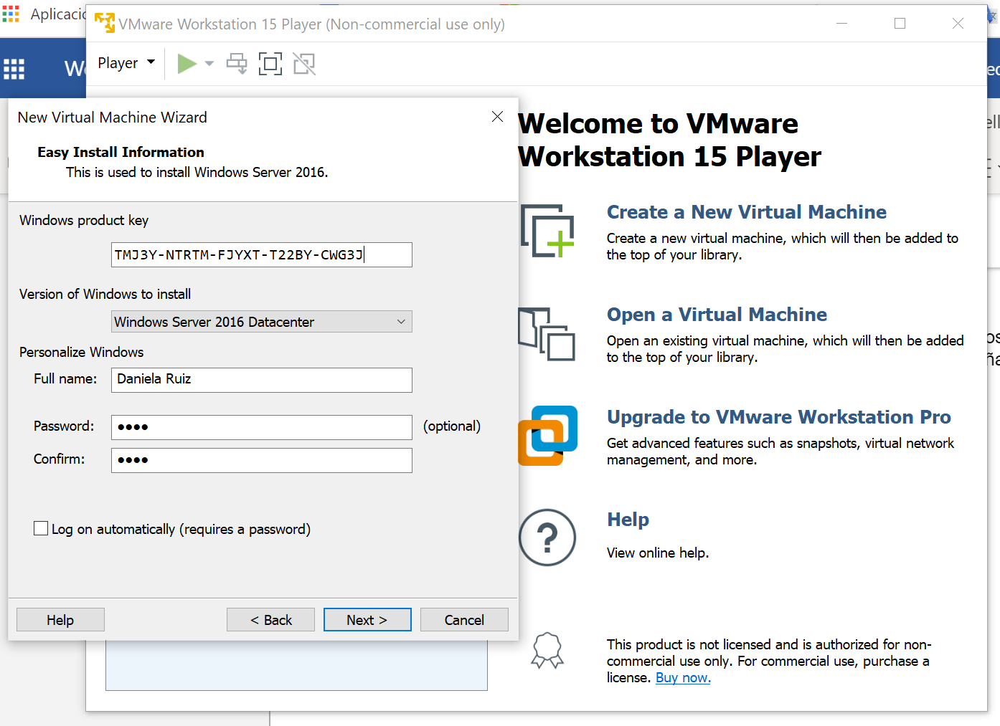 Aplicacio
VMware Workstation 15 Player (Non-commercial use only)
Player
New Virtual Machine Wizard
Easy Install Information
This is used to install Windows Server 2016.
Windows product key
TMJ3Y-NTRTM-FJYXT-T22BY-CWG3J
Version of Windows to install
Windows Server 2016 Datacenter
Personalize Windows
Full name: Daniela Ruiz
Password: •••• (optional)
Confirm: ••••
Log on automatically (requires a password)
Help < Back Next > Cancel
Welcome to VMware
Workstation 15 Player
Create a New Virtual Machine
Create a new virtual machine, which will then be added to
the top of your library.
Open a Virtual Machine
Open an existing virtual machine, which will then be added
to the top of your library.
Upgrade to VMware Workstation Pro
Get advanced features such as snapshots, virtual network
management, and more.
Help
View online help.
This product is not licensed and is authorized for non-
commercial use only. For commercial use, purchase a
license. Buy now.